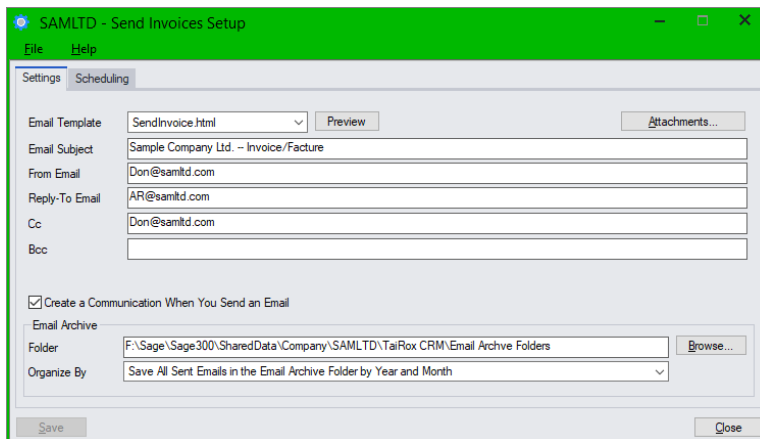 SAMLTD - Send Invoices Setup
File Help
Settings Scheduling
Email Template SendInvoice.html Preview Attachments...
Email Subject Sample Company Ltd. -- Invoice/Facture
From Email Don@samltd.com
Reply-To Email AR@samltd.com
Cc Don@samltd.com
Bcc
Create a Communication When You Send an Email
Email Archive
Folder F:\Sage\Sage300\SharedData\Company\SAMLTD\TaiRox CRM\Email Archve Folders Browse...
Organize By Save All Sent Emails in the Email Archive Folder by Year and Month
Save Close